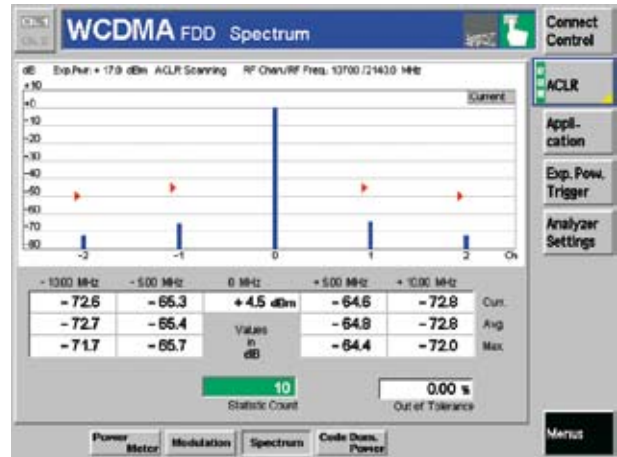 WCDMA FDD Spectrum
Connect
Control
dB Exp.Pwr: + 17.0 dBm ACLR Scanning RF Chan./RF Freq.: 10700 /2140.0 MHz
+10
+0
-10
-20
-30
-40
-50
-60
-70
-80
Current
-2 -1 0 1 2 Ch
ACLR
Appli-
cation
Exp. Pow.
Trigger
Analyzer
Settings
- 10.00 MHz - 5.00 MHz 0 MHz + 5.00 MHz + 10.00 MHz
- 72.6 - 65.3 + 4.5 dBm - 64.6 - 72.8 Curr.
- 72.7 - 65.4 - 64.8 - 72.8 Avg.
- 71.7 - 65.7 - 64.4 - 72.0 Max.
Values
in
dB
10 0.00 %
Statistic Count Out of Tolerance
Power
Meter
Modulation
Spectrum
Code Dom.
Power
Menus